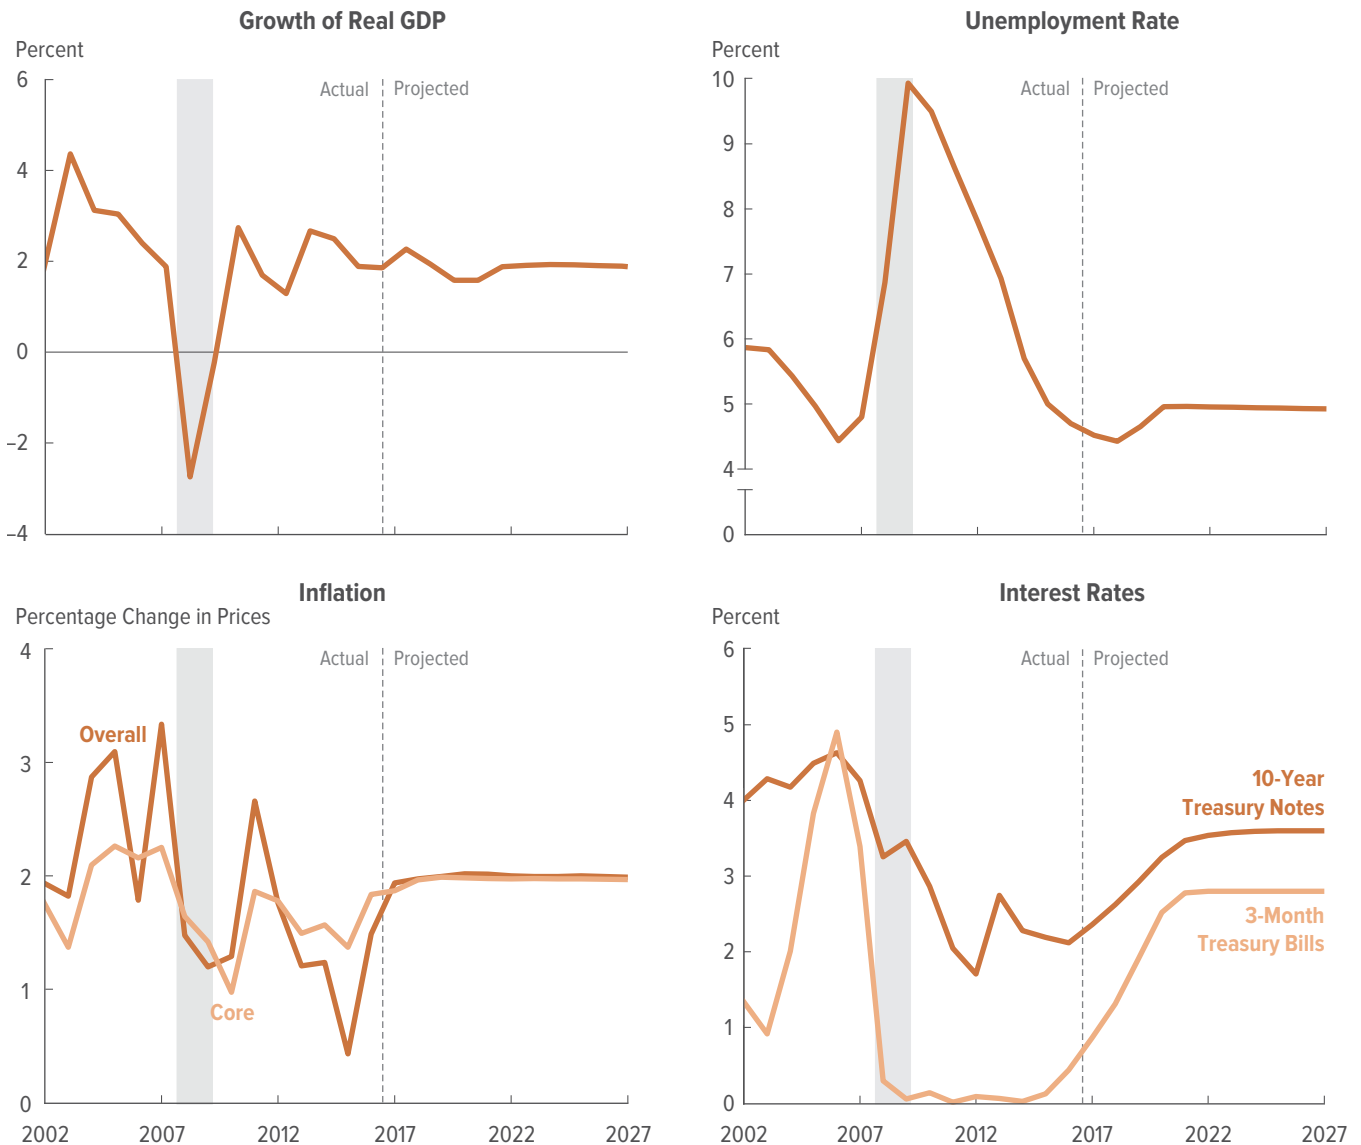 Growth of Real GDP
Percent
6
4
2
0
–2
–4
Actual
Projected
Unemployment Rate
Percent
10
9
8
7
6
5
4
0
Actual
Projected
Inflation
Percentage Change in Prices
4
3
2
1
0
Actual
Projected
Overall
Core
2002 2007 2012 2017 2022 2027
Interest Rates
Percent
6
5
4
3
2
1
0
Actual
Projected
10-Year
Treasury Notes
3-Month
Treasury Bills
2002 2007 2012 2017 2022 2027